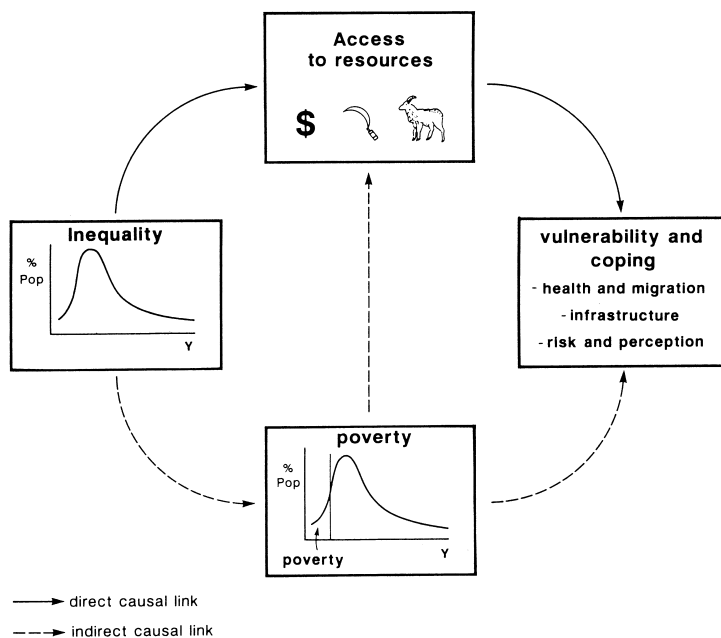 Access
to resources
$
Inequality
%
Pop
Y
vulnerability and
coping
- health and migration
- infrastructure
- risk and perception
poverty
%
Pop
poverty
Y
direct causal link
indirect causal link